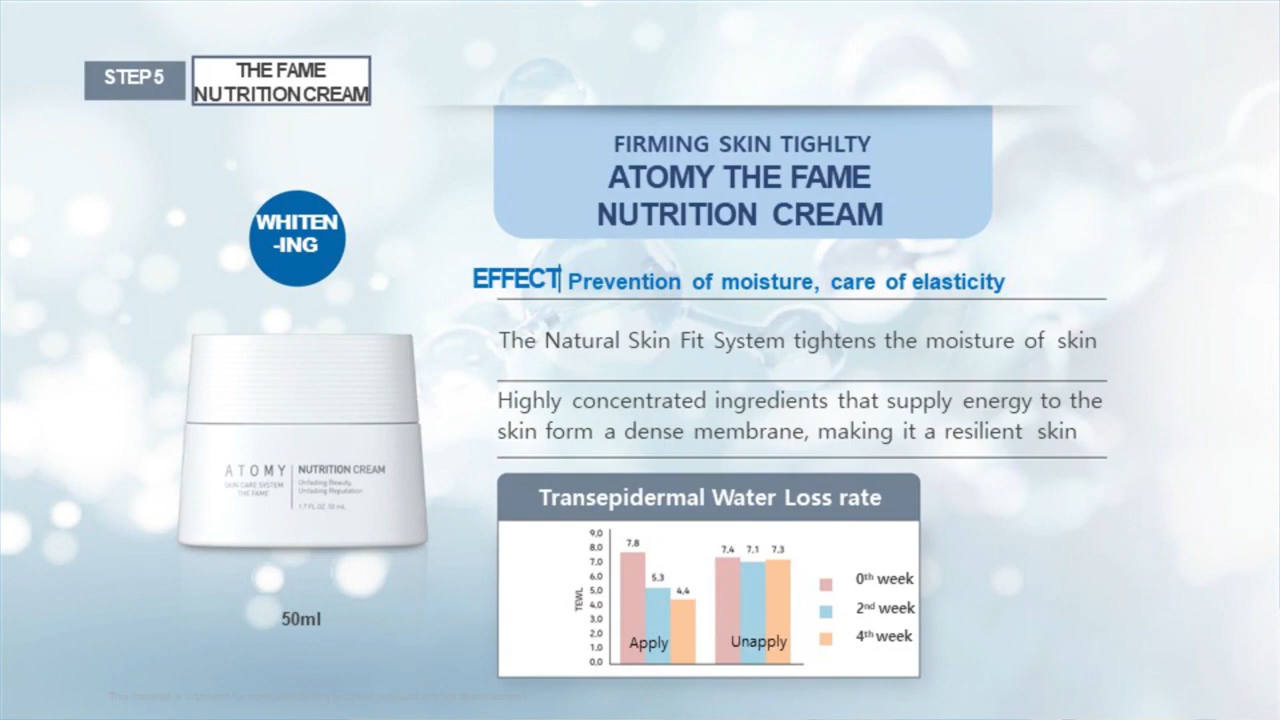 STEP 5
THE FAME
NUTRITION CREAM
FIRMING SKIN TIGHLTY
ATOMY THE FAME
NUTRITION CREAM
WHITEN
-ING
EFFECT| Prevention of moisture, care of elasticity
The Natural Skin Fit System tightens the moisture of skin
Highly concentrated ingredients that supply energy to the
skin form a dense membrane, making it a resilient skin
ATOMY
SKIN CARE SYSTEM
THE FAME
NUTRITION CREAM
Unfading Beauty,
Unfading Reputation
1.7 FL.OZ. 50 mL
50ml
Transepidermal Water Loss rate
TEWL
9,0
8.0
7.0
6.0
5.0
4.0
3.0
2.0
1.0
0,0
7.8
5.3
4,4
Apply
7.4
7,1
7.3
Unapply
0th week
2nd week
4th week